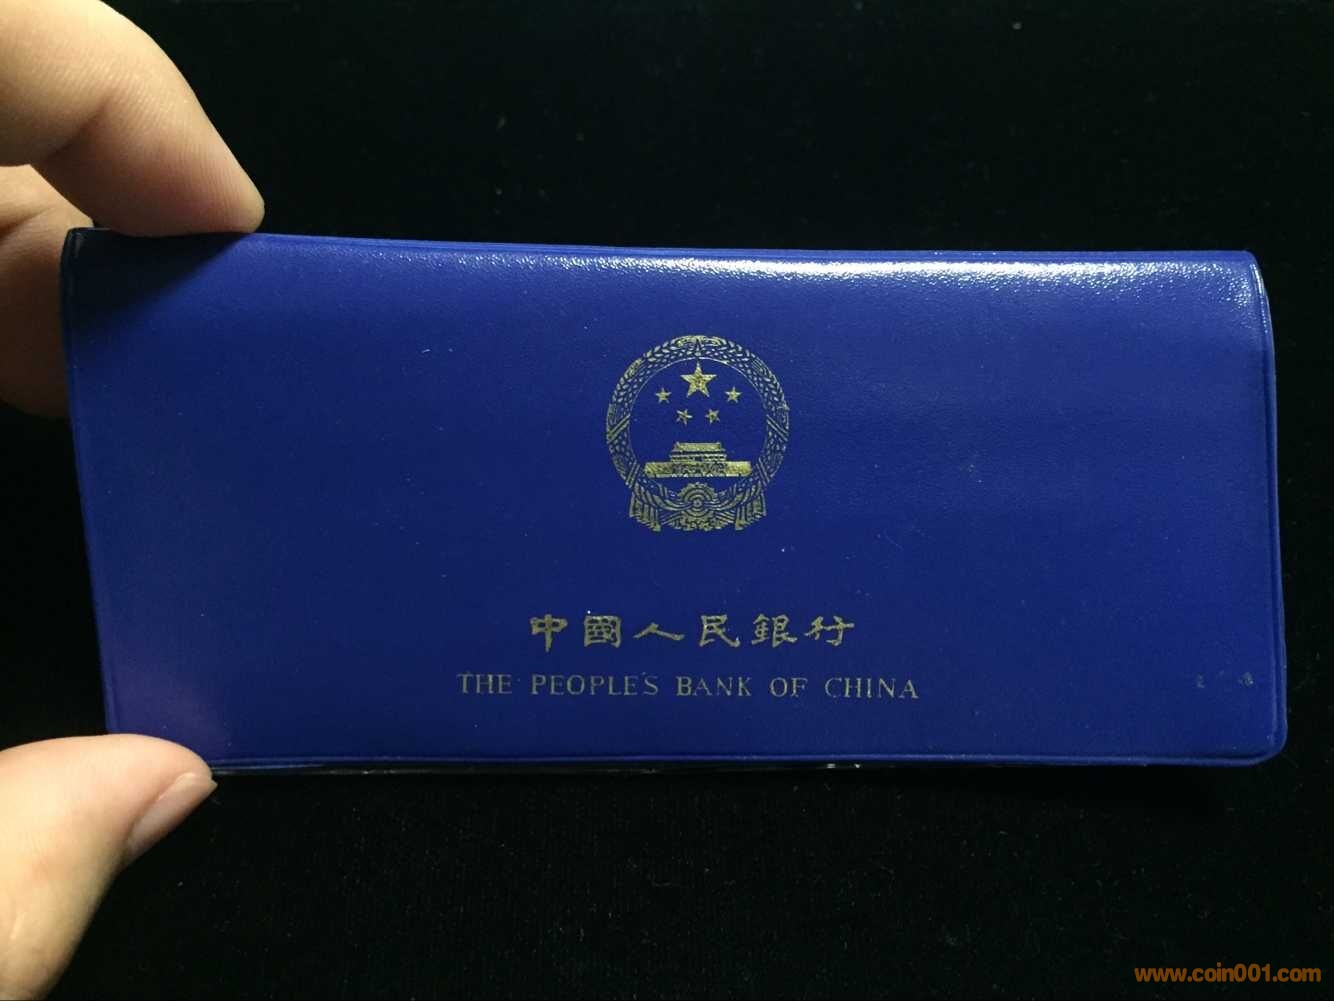 中國人民銀行
THE PEOPLE'S BANK OF CHINA
www.coin001.com